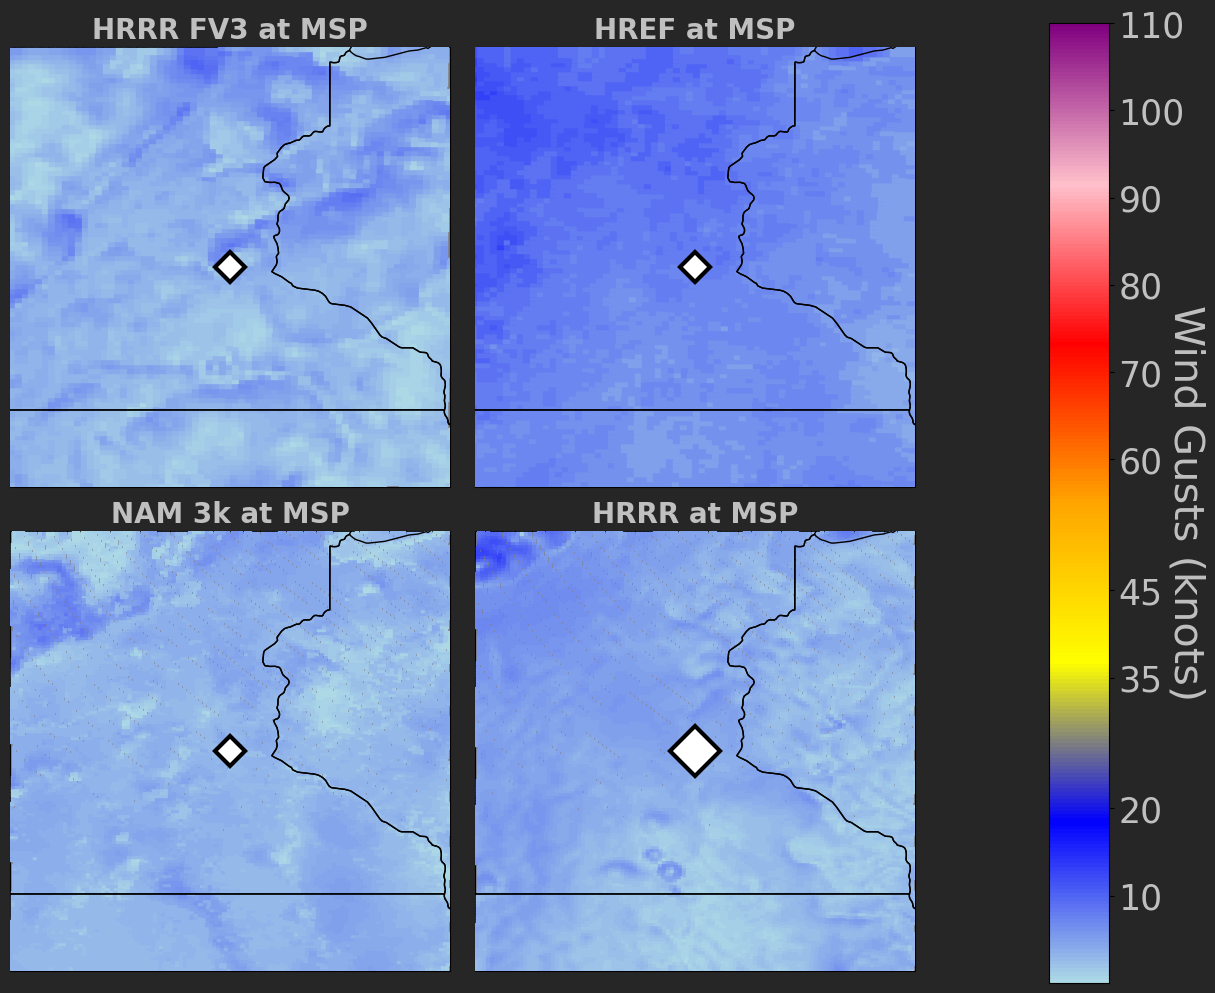 HRRR FV3 at MSP
HREF at MSP
NAM 3k at MSP
HRRR at MSP
110
100
90
80
70
60
45
35
20
10
Wind Gusts (knots)